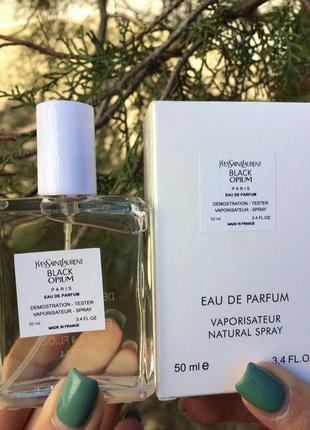 YVESSAINTLAURENT
BLACK
OPIUM
PARIS
EAU DE PARFUM
DEMOSTRATION - TESTER
VAPORISATEUR - SPRAY
50 ml 3.4 FL.OZ.
MADE IN FRANCE
YVESSAINTLAURENT
BLACK
OPIUM
PARIS
EAU DE PARFUM
DEMOSTRATION - TESTER
VAPORISATEUR - SPRAY
50 ml 3.4 FL.OZ.
MADE IN FRANCE
EAU DE PARFUM
VAPORISATEUR
NATURAL SPRAY
50 ml e 3,4 FL.